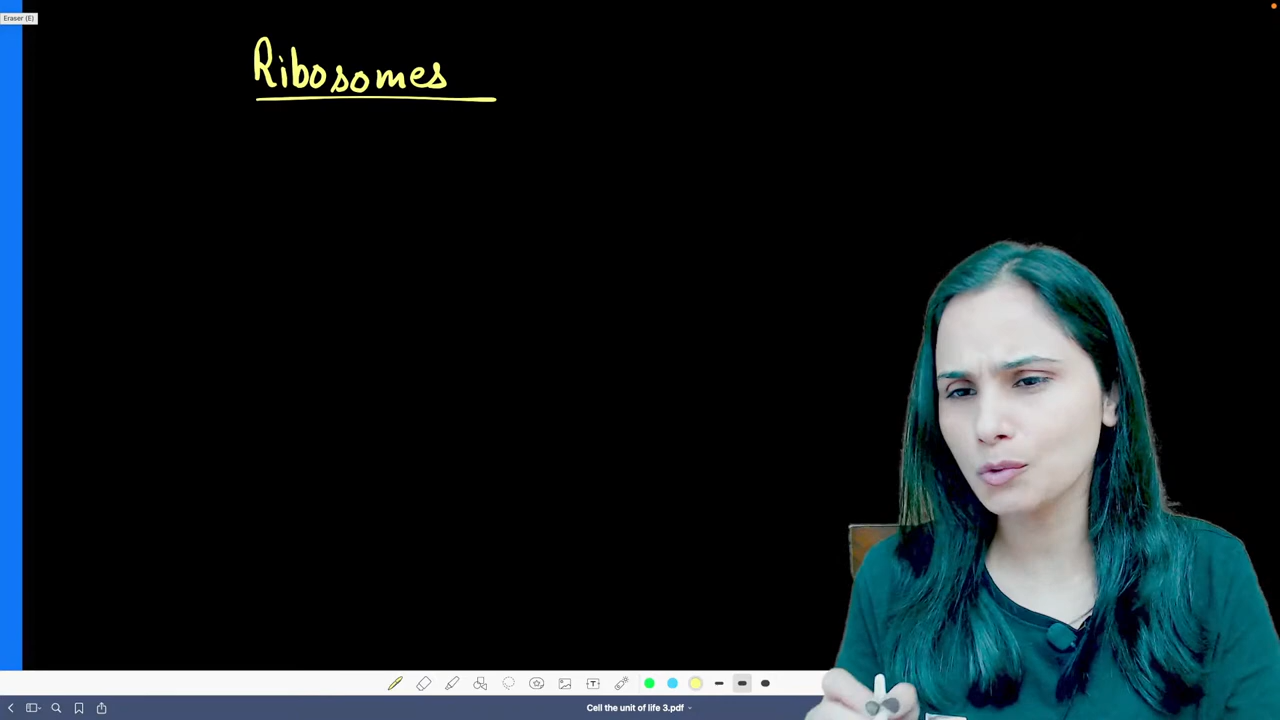 Eraser (E)
Ribosomes
Cell the unit of life 3.pdf